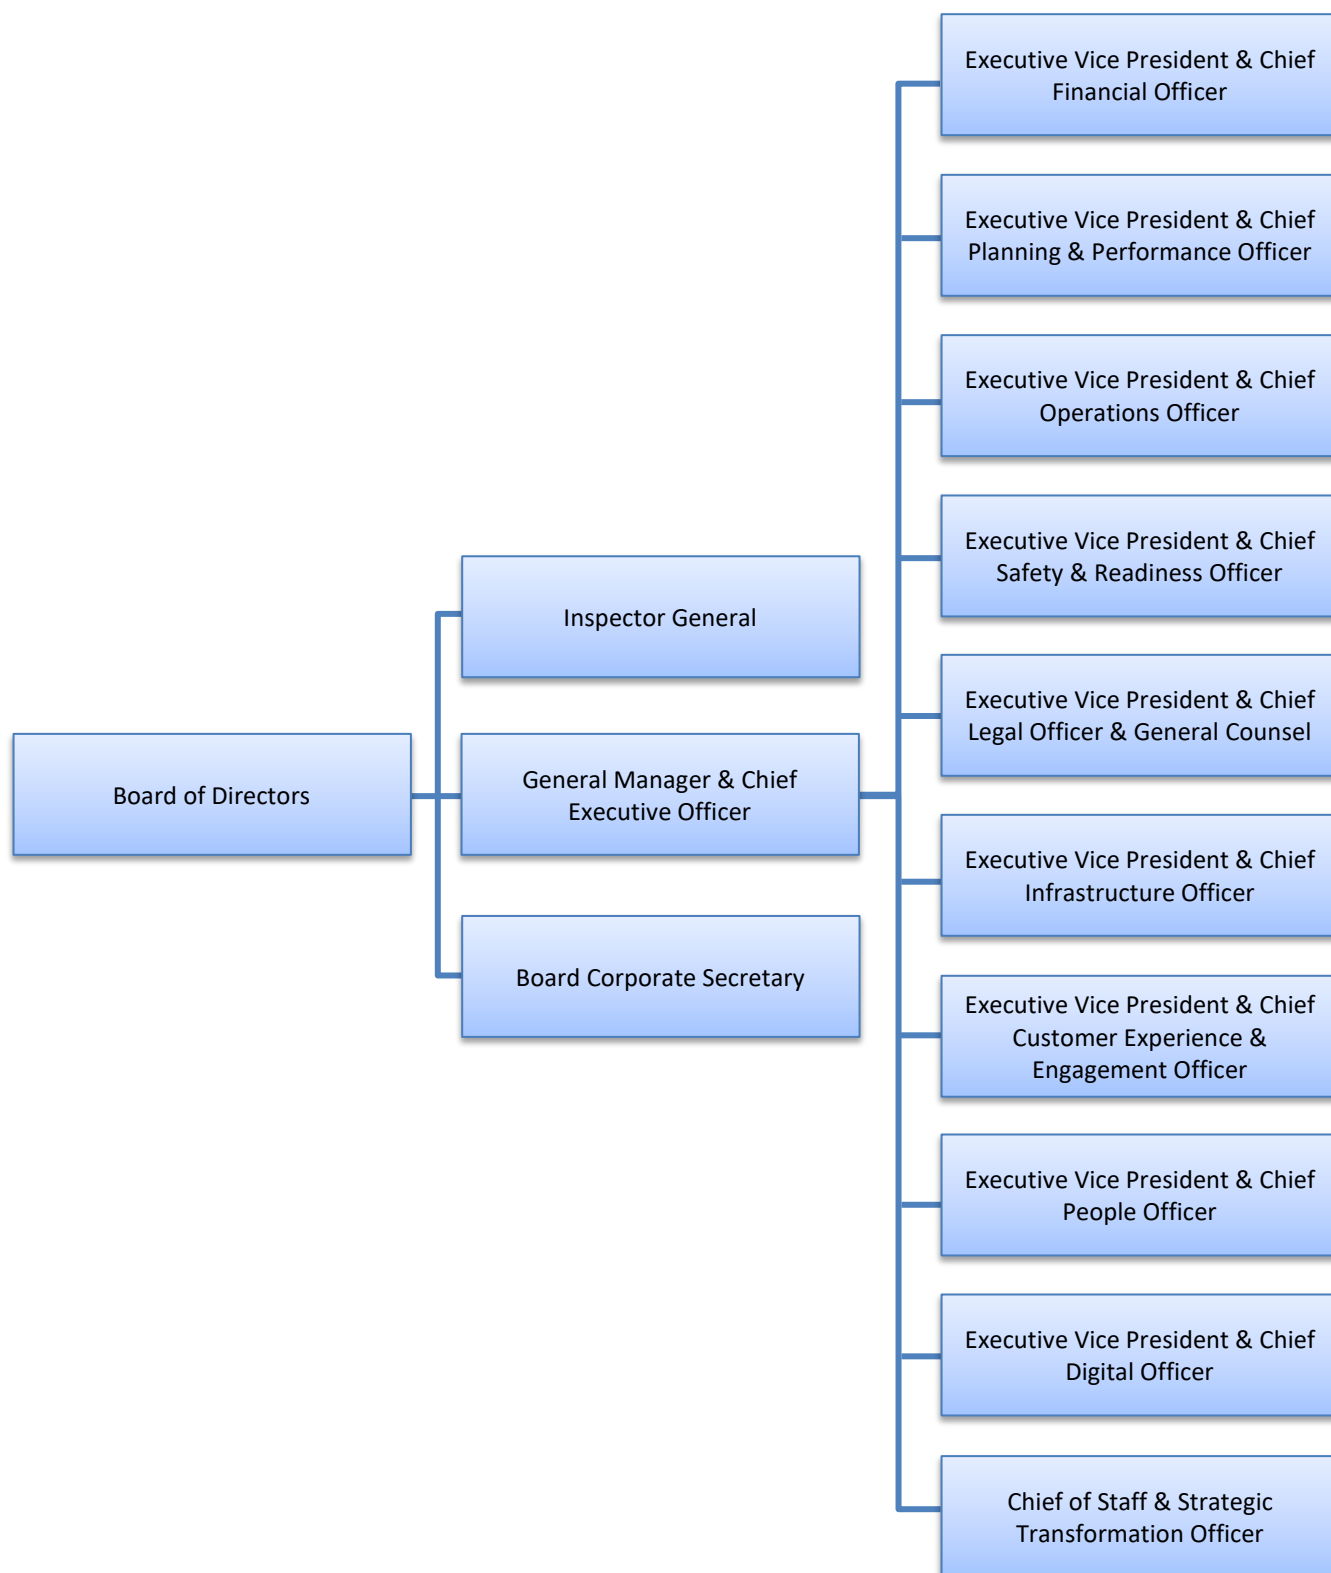 Board of Directors
Inspector General
General Manager & Chief
Executive Officer
Board Corporate Secretary
Executive Vice President & Chief
Financial Officer
Executive Vice President & Chief
Planning & Performance Officer
Executive Vice President & Chief
Operations Officer
Executive Vice President & Chief
Safety & Readiness Officer
Executive Vice President & Chief
Legal Officer & General Counsel
Executive Vice President & Chief
Infrastructure Officer
Executive Vice President & Chief
Customer Experience &
Engagement Officer
Executive Vice President & Chief
People Officer
Executive Vice President & Chief
Digital Officer
Chief of Staff & Strategic
Transformation Officer